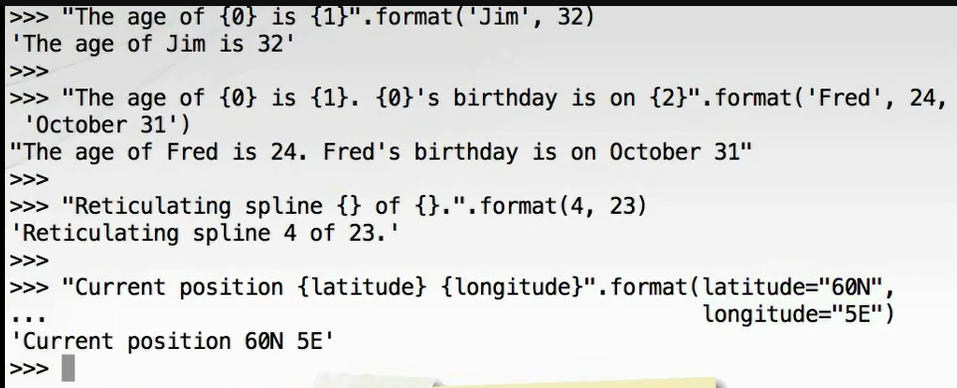 >>> "The age of {0} is {1}".format('Jim', 32)
'The age of Jim is 32'
>>>
>>> "The age of {0} is {1}. {0}'s birthday is on {2}".format('Fred', 24,
 'October 31')
"The age of Fred is 24. Fred's birthday is on October 31"
>>>
>>> "Reticulating spline {} of {}.".format(4, 23)
'Reticulating spline 4 of 23.'
>>>
>>> "Current position {latitude} {longitude}".format(latitude="60N",
...                                                  longitude="5E")
'Current position 60N 5E'
>>>